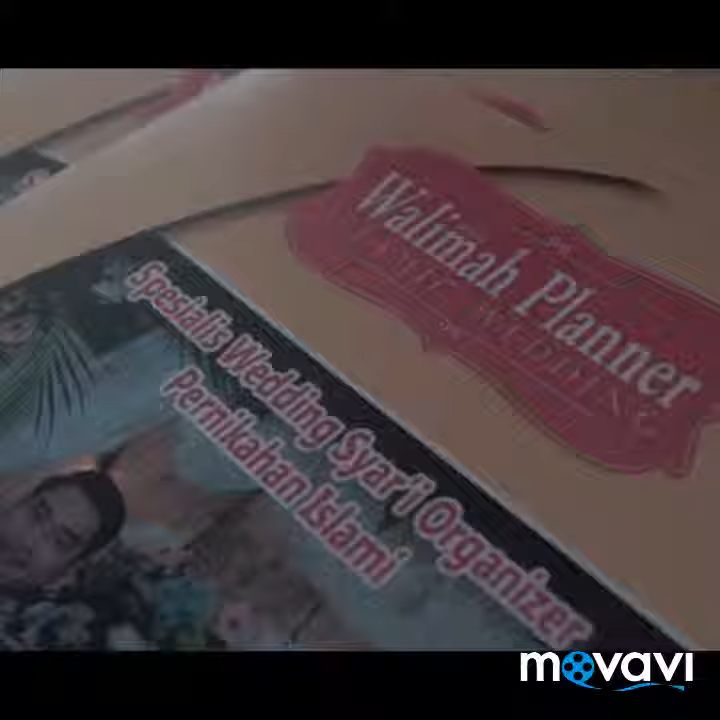 Walimah Planner
Spesialis Wedding Syar'i Organizer
Pernikahan Islami
movavi